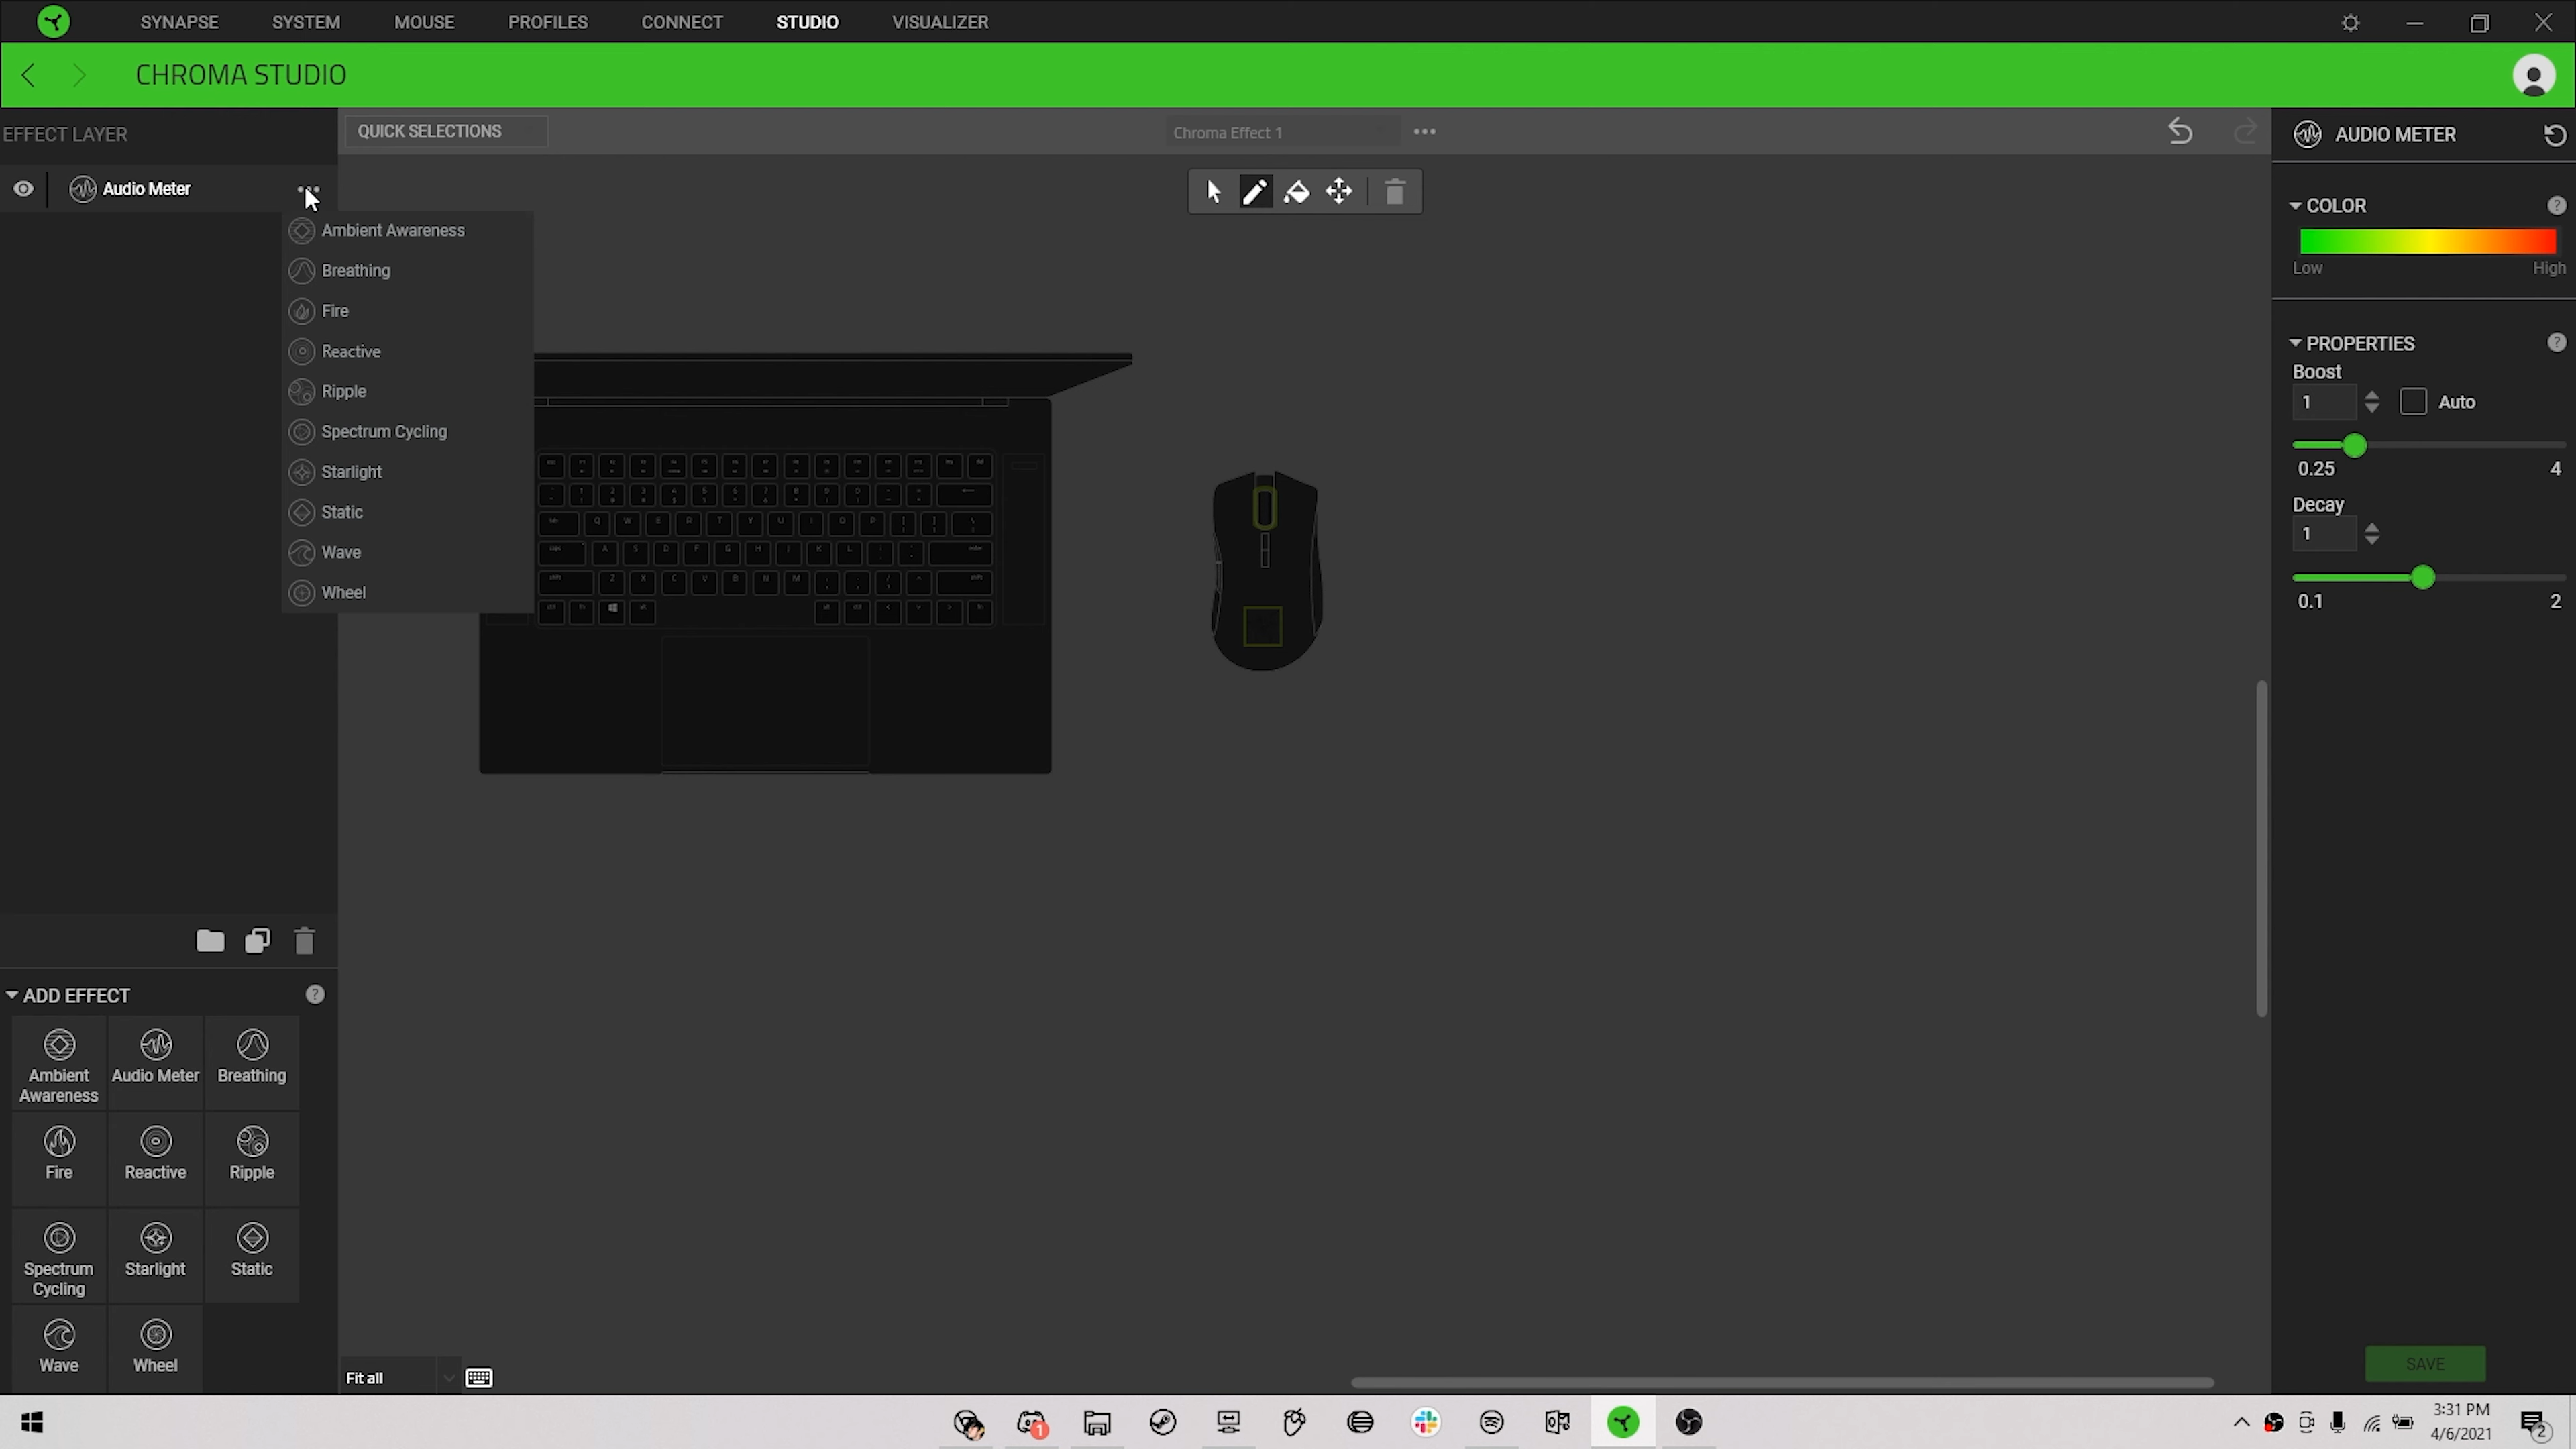 SYNAPSE SYSTEM MOUSE PROFILES CONNECT STUDIO VISUALIZER
CHROMA STUDIO
EFFECT LAYER
QUICK SELECTIONS
Chroma Effect 1
AUDIO METER
Audio Meter
Ambient Awareness
Breathing
Fire
Reactive
Ripple
Spectrum Cycling
Starlight
Static
Wave
Wheel
COLOR
Low High
PROPERTIES
Boost
1 Auto
0.25 4
Decay
1
0.1 2
Q W E R T Y U I O P
A S D F G H J K L
Z X C V B N M
ADD EFFECT
Ambient Awareness
Audio Meter
Breathing
Fire
Reactive
Ripple
Spectrum Cycling
Starlight
Static
Wave
Wheel
Fit all
SAVE
1
3:31 PM
4/6/2021
2